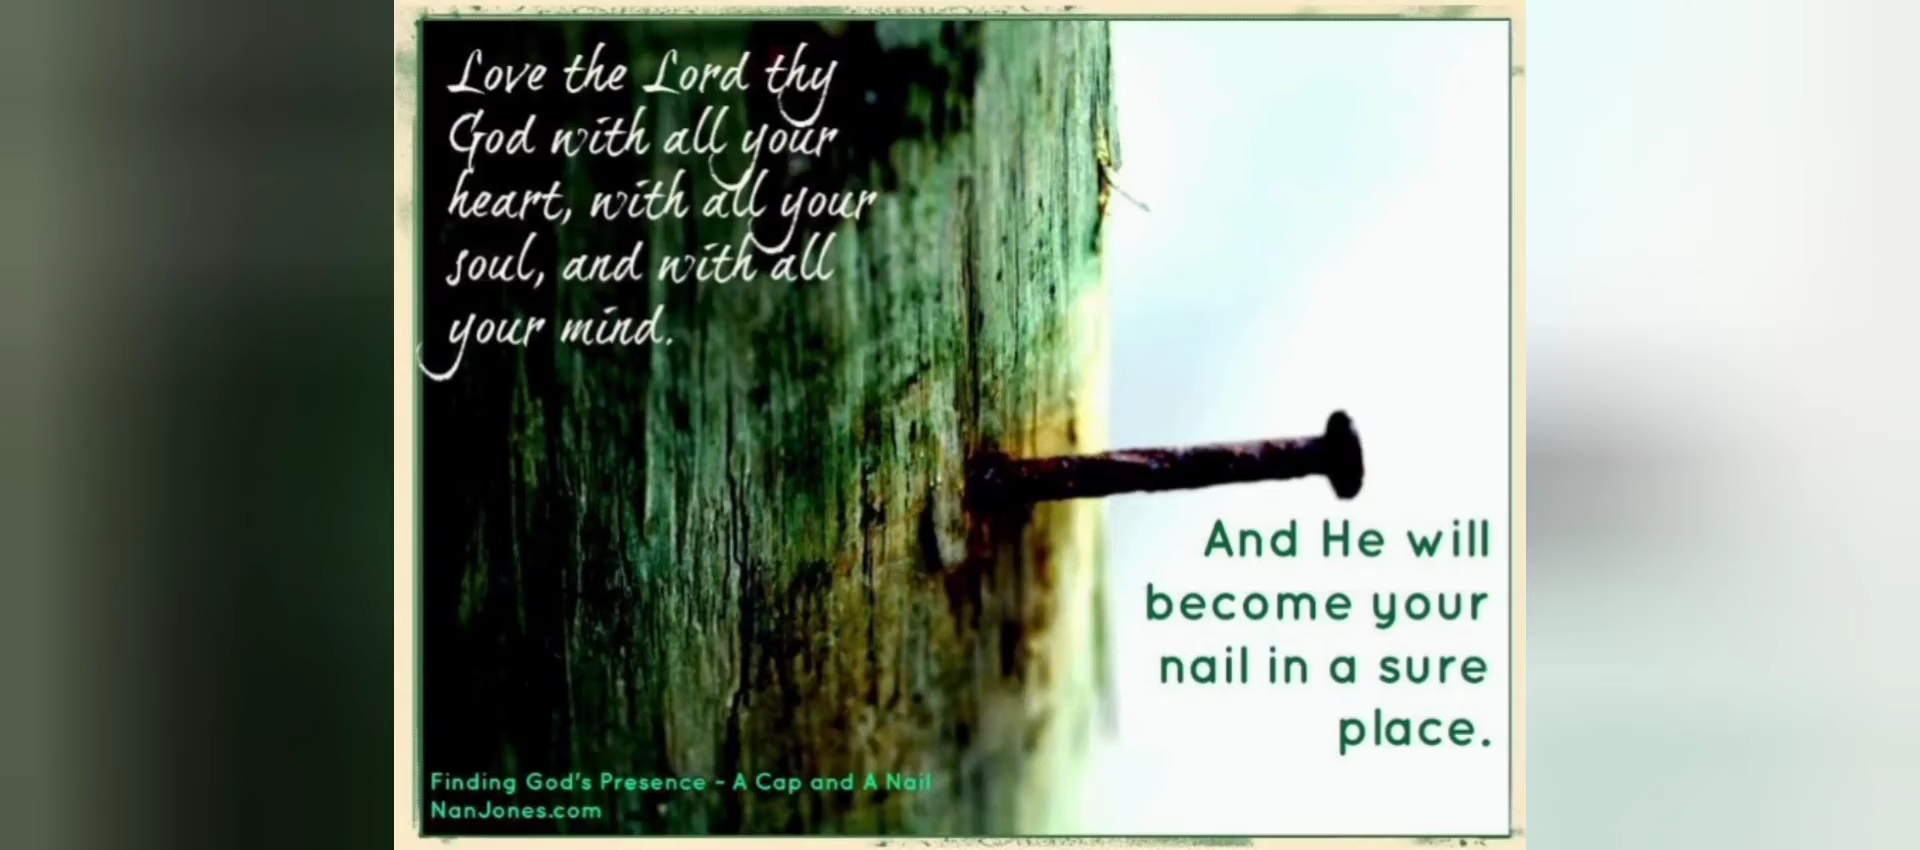 Love the Lord thy
God with all your
heart, with all your
soul, and with all
your mind.
And He will
become your
nail in a sure
place.
Finding God's Presence ~ A Cap and A Nail
NanJones.com